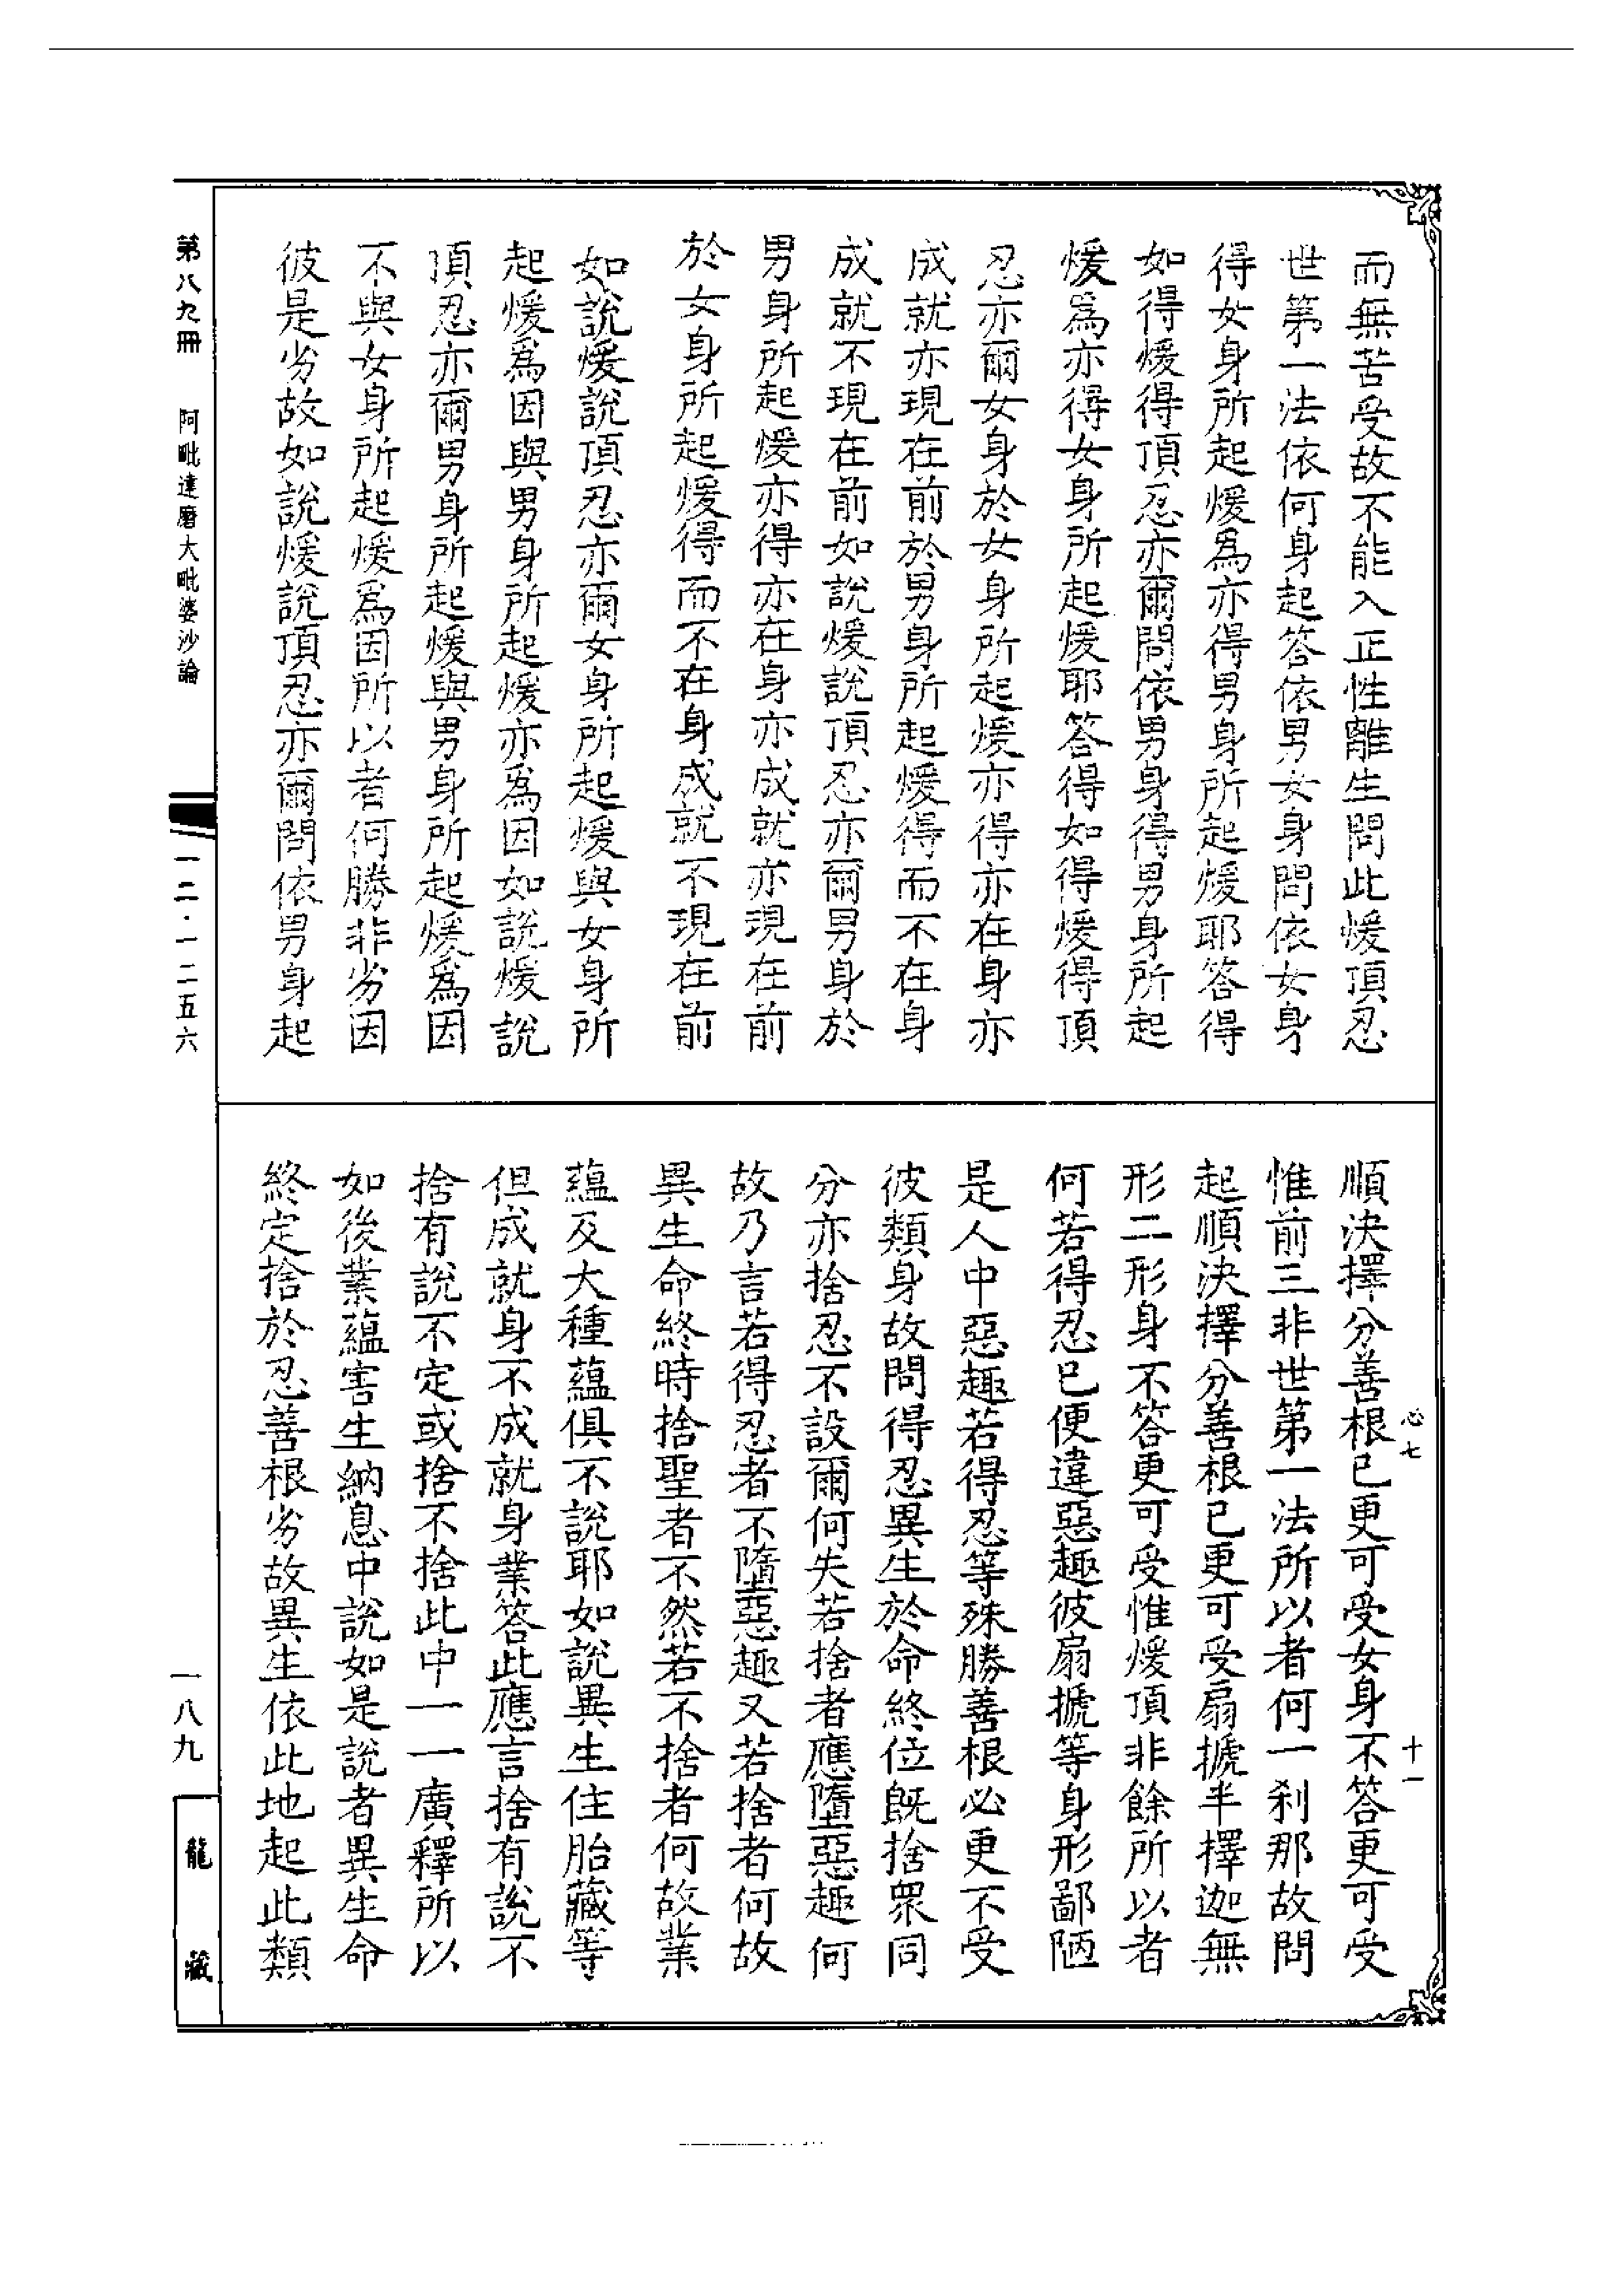 而無苦受故不能入正性離生問此煖頂忍
世第一法依何身起答依男女身問依女身
得女身所起煖爲亦得男身所起煖耶答得
如得煖得頂忍亦爾問依男身得男身所起
煖爲亦得女身所起煖耶答得如得煖得頂
忍亦爾女身於女身所起煖亦得亦在身亦
成就亦現在前於男身所起煖得而不在身
成就不現在前如說煖說頂忍亦爾男身於
男身所起煖亦得亦在身亦成就亦現在前
於女身所起煖得而不在身成就不現在前
如說煖說頂忍亦爾女身所起煖與女身所
起煖爲因與男身所起煖亦爲因如說煖說
頂忍亦爾男身所起煖與男身所起煖爲因
不與女身所起煖爲因所以者何勝非劣因
彼是劣故如說煖說頂忍亦爾問依男身起
順決擇分善根已更可受女身不答更可受
惟前三非世第一法所以者何一刹那故問
起順決擇分善根已更可受扇搋半擇迦無
形二形身不答更可受惟煖頂非餘所以者
何若得忍已便違惡趣彼扇搋等身形鄙陋
是人中惡趣若得忍等殊勝善根必更不受
彼類身故問得忍異生於命終位旣捨衆同
分亦捨忍不設爾何失若捨者應墮惡趣何
故乃言若得忍者不墮惡趣又若捨者何故
異生命終時捨聖者不然若不捨者何故業
蘊及大種蘊俱不說耶如說異生住胎藏等
但成就身不成就身業答此應言捨有說不
捨有說不定或捨不捨此中一一廣釋所以
如後業蘊害生納息中說如是說者異生命
終定捨於忍善根劣故異生依此地起此類
必七
十一
第八九冊
阿毗達磨大毗婆沙論
一二·一二五六
一八九
龍藏